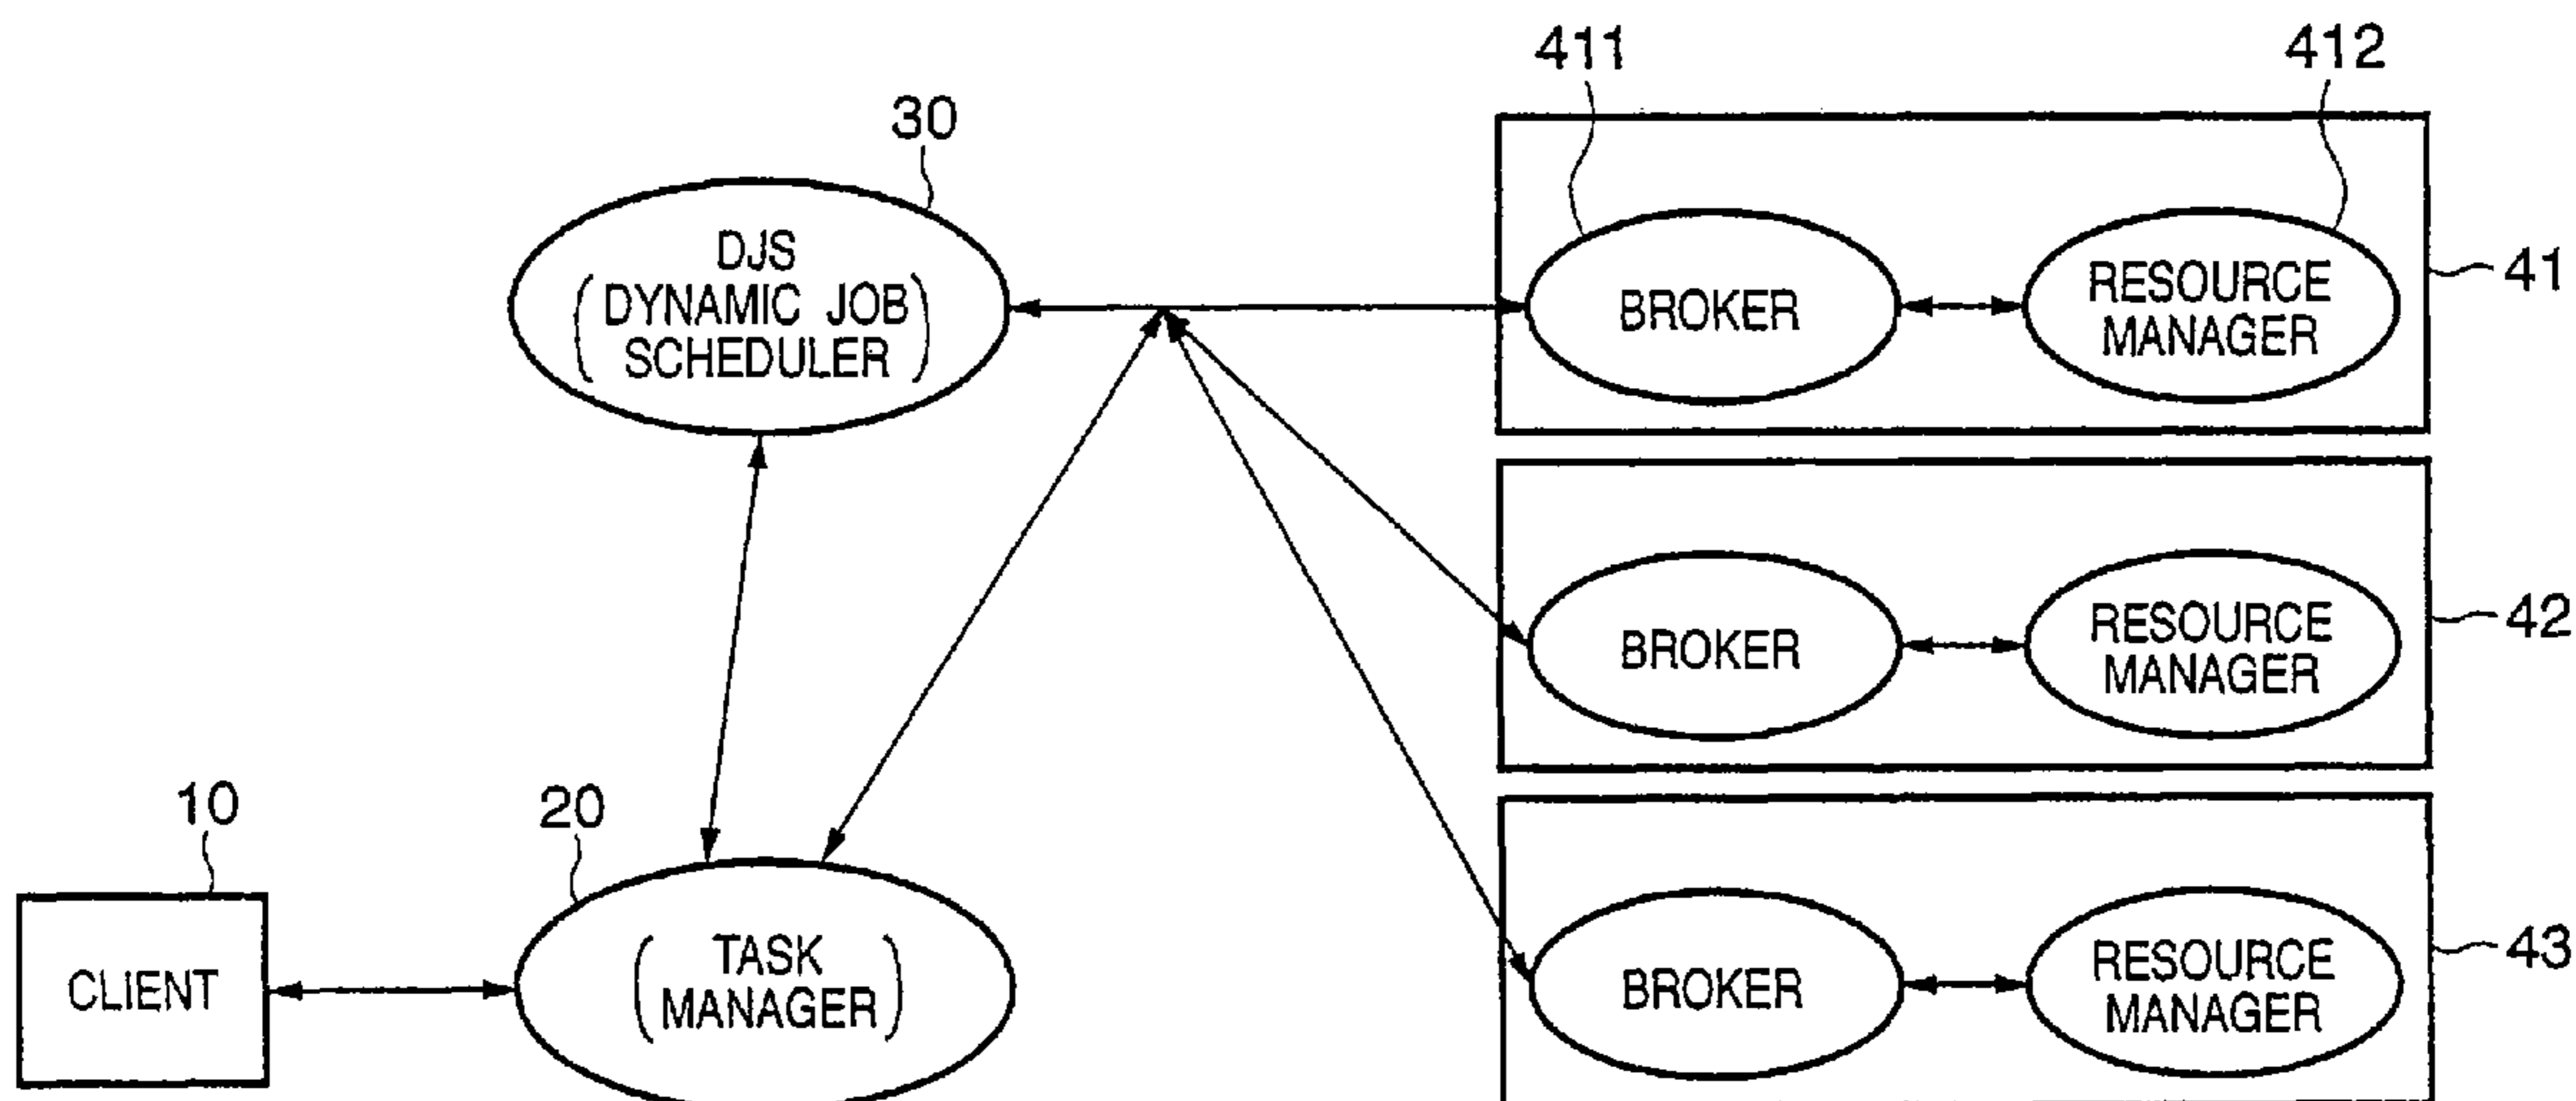 411
412
30
DJS
(DYNAMIC JOB
SCHEDULER)
BROKER
RESOURCE
MANAGER
41
BROKER
RESOURCE
MANAGER
42
10
20
CLIENT
(TASK
MANAGER)
BROKER
RESOURCE
MANAGER
43